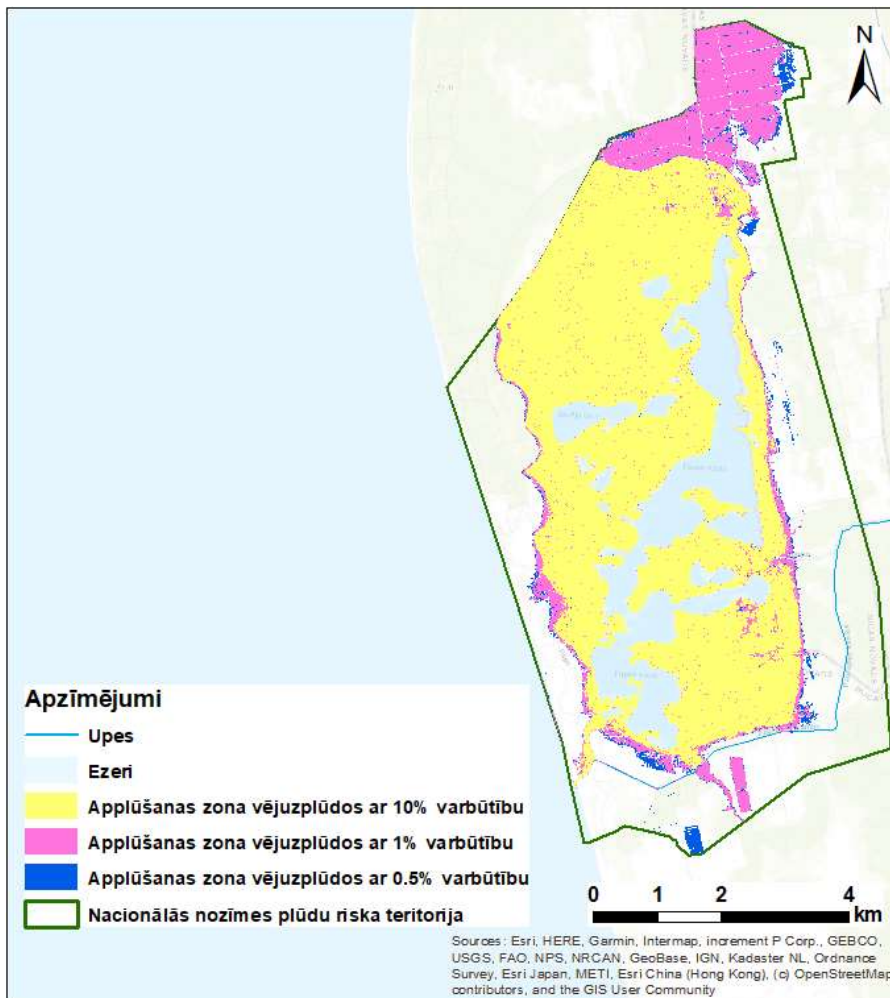 N
Apzīmējumi
Upes
Ezeri
Applūšanas zona vējuzplūdos ar 10% varbūtību
Applūšanas zona vējuzplūdos ar 1% varbūtību
Applūšanas zona vējuzplūdos ar 0.5% varbūtību
Nacionālās nozīmes plūdu riska teritorija
0 1 2 4
km
Sources: Esri, HERE, Garmin, Intermap, increment P Corp., GEBCO,
USGS, FAO, NPS, NRCAN, GeoBase, IGN, Kadaster NL, Ordnance
Survey, Esri Japan, METI, Esri China (Hong Kong), (c) OpenStreetMap
contributors, and the GIS User Community